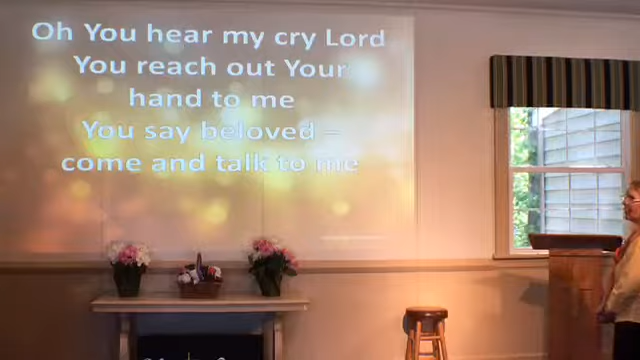 Oh You hear my cry Lord
You reach out Your
hand to me
You say beloved –
come and talk to me